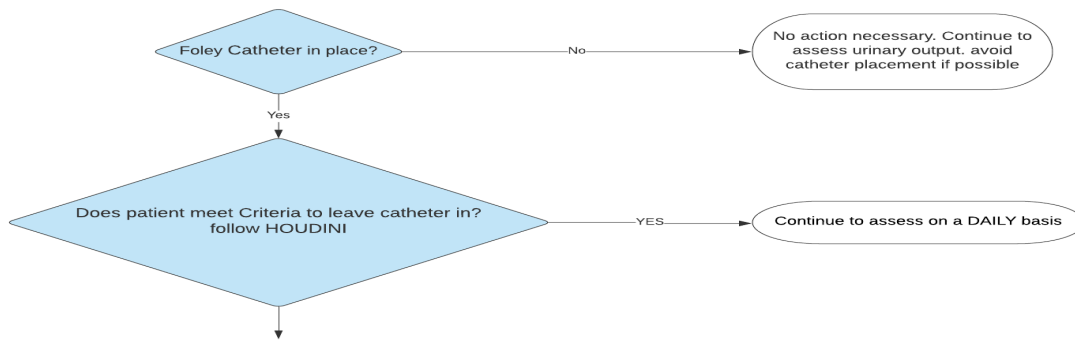 Foley Catheter in place?
No
No action necessary. Continue to
assess urinary output. avoid
catheter placement if possible
Yes
Does patient meet Criteria to leave catheter in?
follow HOUDINI
YES
Continue to assess on a DAILY basis